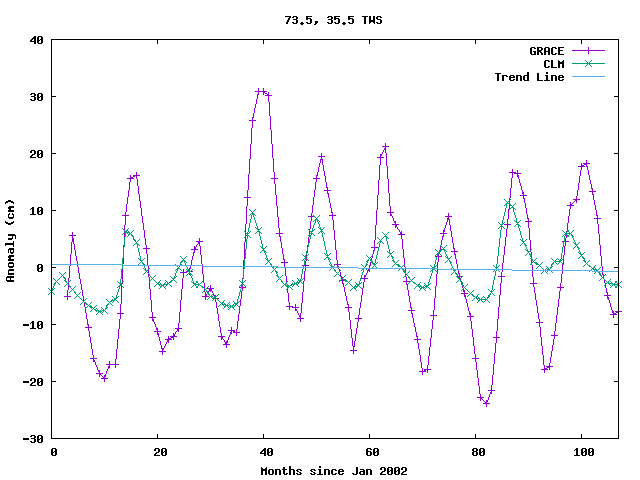 73.5, 35.5 TWS
40
GRACE
CLM
Trend Line
30
20
10
0
-10
-20
-30
Anomaly (cm)
0 20 40 60 80 100
Months since Jan 2002